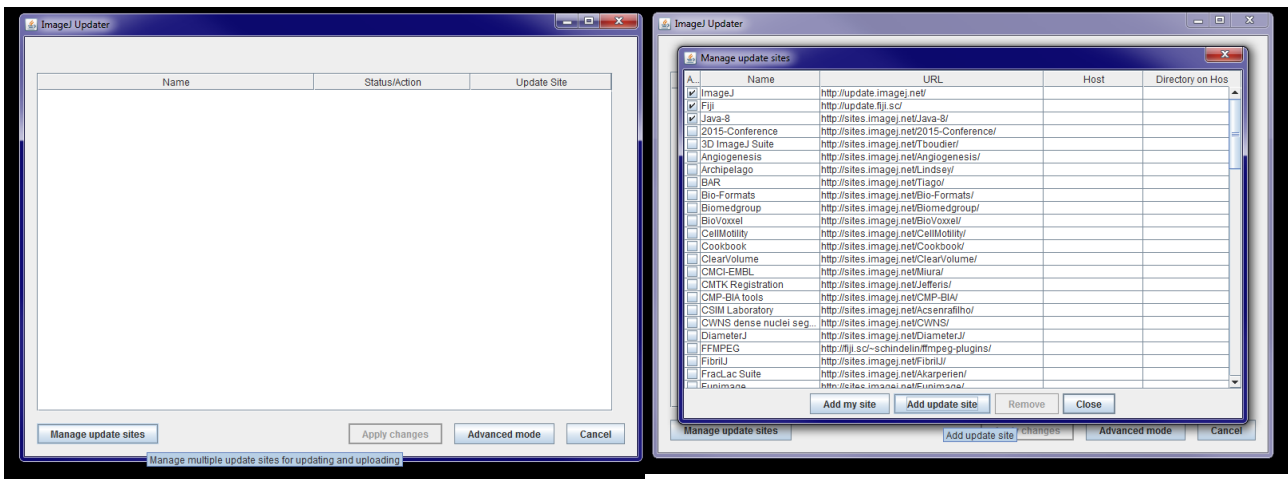 ImageJ Updater
Name Status/Action Update Site
Manage update sites Apply changes Advanced mode Cancel
Manage multiple update sites for updating and uploading
ImageJ Updater
Manage update sites
A... Name URL Host Directory on Hos
ImageJ http://update.imagej.net/
Fiji http://update.fiji.sc/
Java-8 http://sites.imagej.net/Java-8/
2015-Conference http://sites.imagej.net/2015-Conference/
3D ImageJ Suite http://sites.imagej.net/Tboudier/
Angiogenesis http://sites.imagej.net/Angiogenesis/
Archipelago http://sites.imagej.net/Lindsey/
BAR http://sites.imagej.net/Tiago/
Bio-Formats http://sites.imagej.net/Bio-Formats/
Biomedgroup http://sites.imagej.net/Biomedgroup/
BioVoxxel http://sites.imagej.net/BioVoxxel/
CellMotility http://sites.imagej.net/CellMotility/
Cookbook http://sites.imagej.net/Cookbook/
ClearVolume http://sites.imagej.net/ClearVolume/
CMCI-EMBL http://sites.imagej.net/Miura/
CMTK Registration http://sites.imagej.net/Jefferis/
CMP-BIA tools http://sites.imagej.net/CMP-BIA/
CSIM Laboratory http://sites.imagej.net/Acsenrafilho/
CWNS dense nuclei seg... http://sites.imagej.net/CWNS/
DiameterJ http://sites.imagej.net/DiameterJ/
FFMPEG http://fiji.sc/~schindelin/ffmpeg-plugins/
FibrilJ http://sites.imagej.net/FibrilJ/
FracLac Suite http://sites.imagej.net/Akarperien/
Funimage http://sites.imagej.net/Funimage/
Add my site Add update site Remove Close
Manage update sites changes Advanced mode Cancel
Add update site